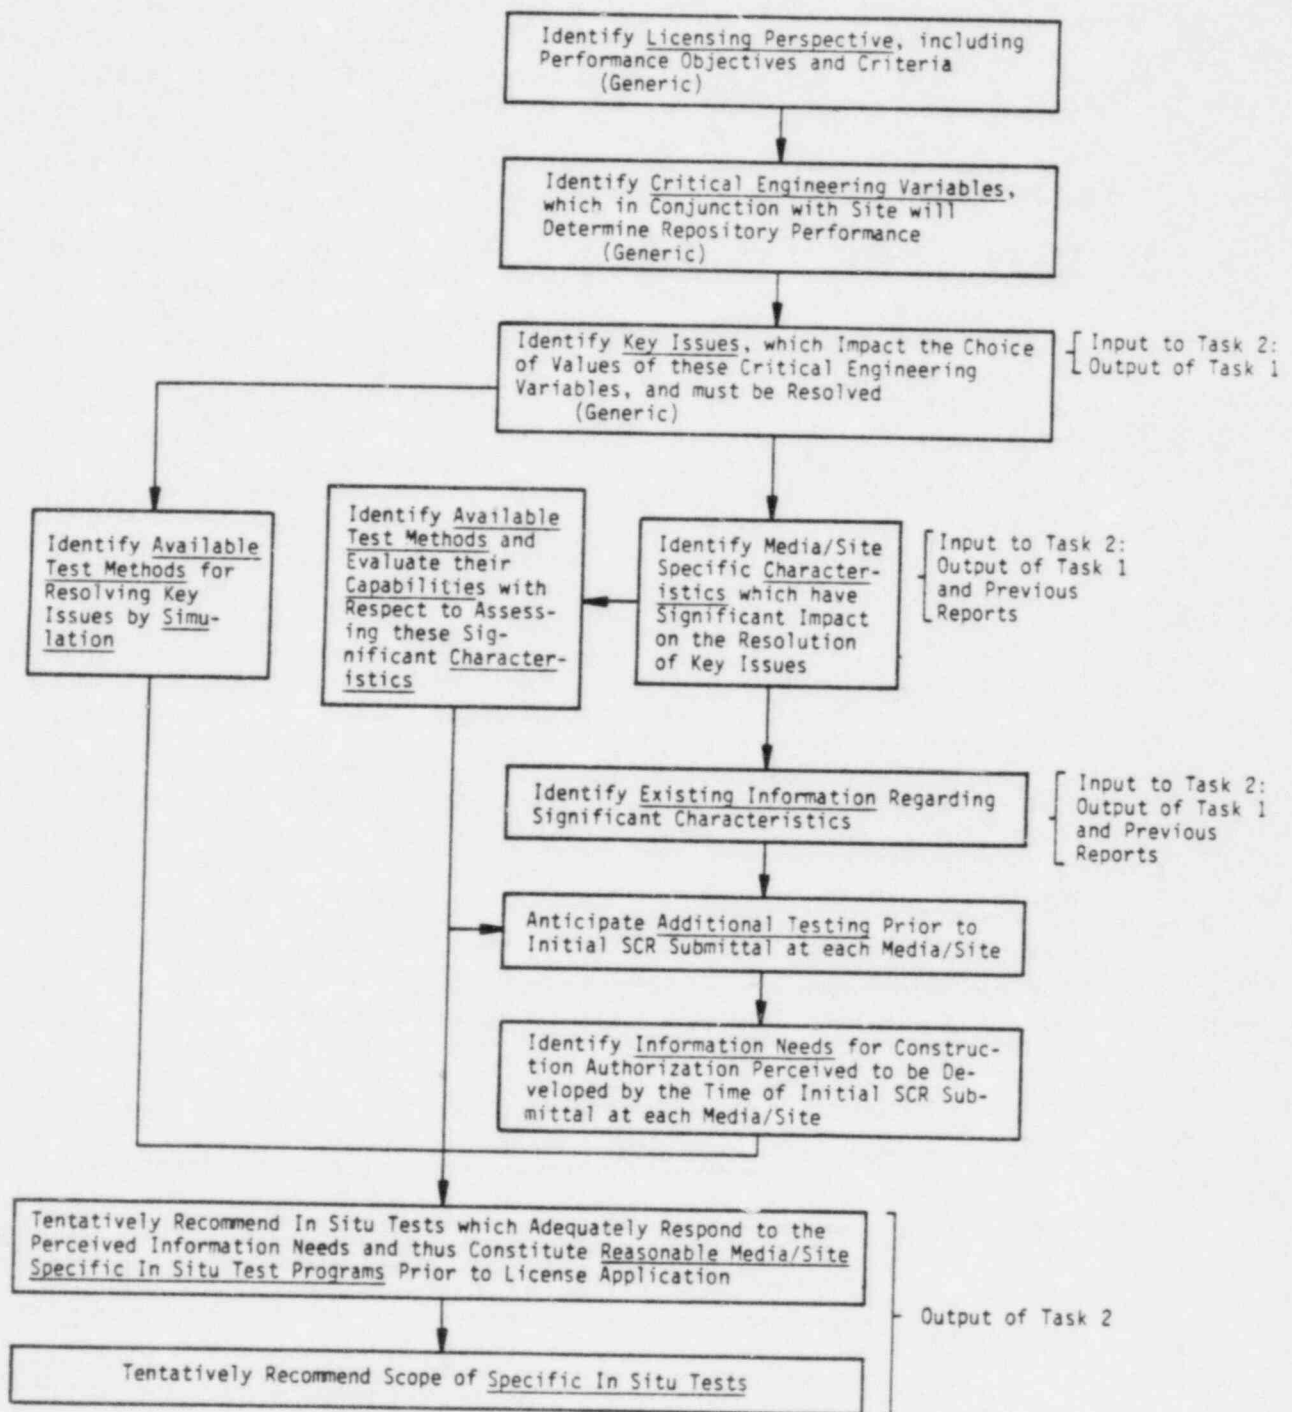 Identify Licensing Perspective, including
Performance Objectives and Criteria
(Generic)
Identify Critical Engineering Variables,
which in Conjunction with Site will
Determine Repository Performance
(Generic)
Identify Key Issues, which Impact the Choice
of Values of these Critical Engineering
Variables, and must be Resolved
(Generic)
Input to Task 2:
Output of Task 1
Identify Available
Test Methods for
Resolving Key
Issues by Simu-
lation
Identify Available
Test Methods and
Evaluate their
Capabilities with
Respect to Assess-
ing these Sig-
nificant Character-
istics
Identify Media/Site
Specific Character-
istics which have
Significant Impact
on the Resolution
of Key Issues
Input to Task 2:
Output of Task 1
and Previous
Reports
Identify Existing Information Regarding
Significant Characteristics
Input to Task 2:
Output of Task 1
and Previous
Reports
Anticipate Additional Testing Prior to
Initial SCR Submittal at each Media/Site
Identify Information Needs for Construc-
tion Authorization Perceived to be De-
veloped by the Time of Initial SCR Sub-
mittal at each Media/Site
Tentatively Recommend In Situ Tests which Adequately Respond to the
Perceived Information Needs and thus Constitute Reasonable Media/Site
Specific In Situ Test Programs Prior to License Application
Output of Task 2
Tentatively Recommend Scope of Specific In Situ Tests